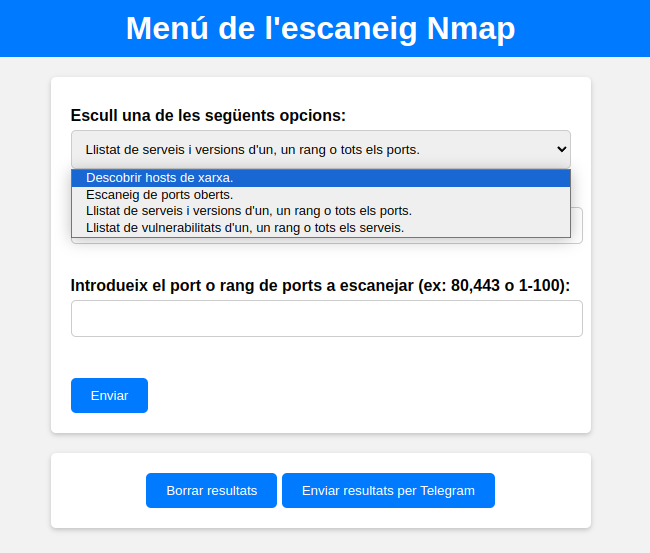 Menú de l'escaneig Nmap
Escull una de les següents opcions:
Llistat de serveis i versions d'un, un rang o tots els ports.
Descobrir hosts de xarxa.
Escaneig de ports oberts.
Llistat de serveis i versions d'un, un rang o tots els ports.
Llistat de vulnerabilitats d'un, un rang o tots els serveis.
Introdueix el port o rang de ports a escanejar (ex: 80,443 o 1-100):
Enviar
Borrar resultats
Enviar resultats per Telegram